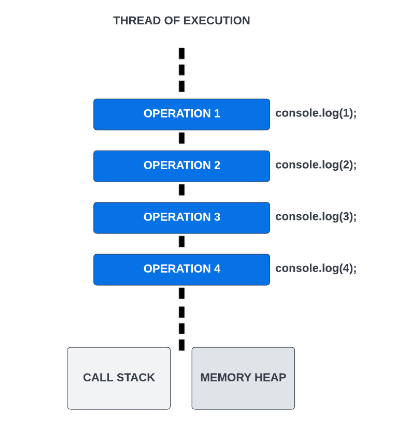 THREAD OF EXECUTION
OPERATION 1 console.log(1);
OPERATION 2 console.log(2);
OPERATION 3 console.log(3);
OPERATION 4 console.log(4);
CALL STACK MEMORY HEAP